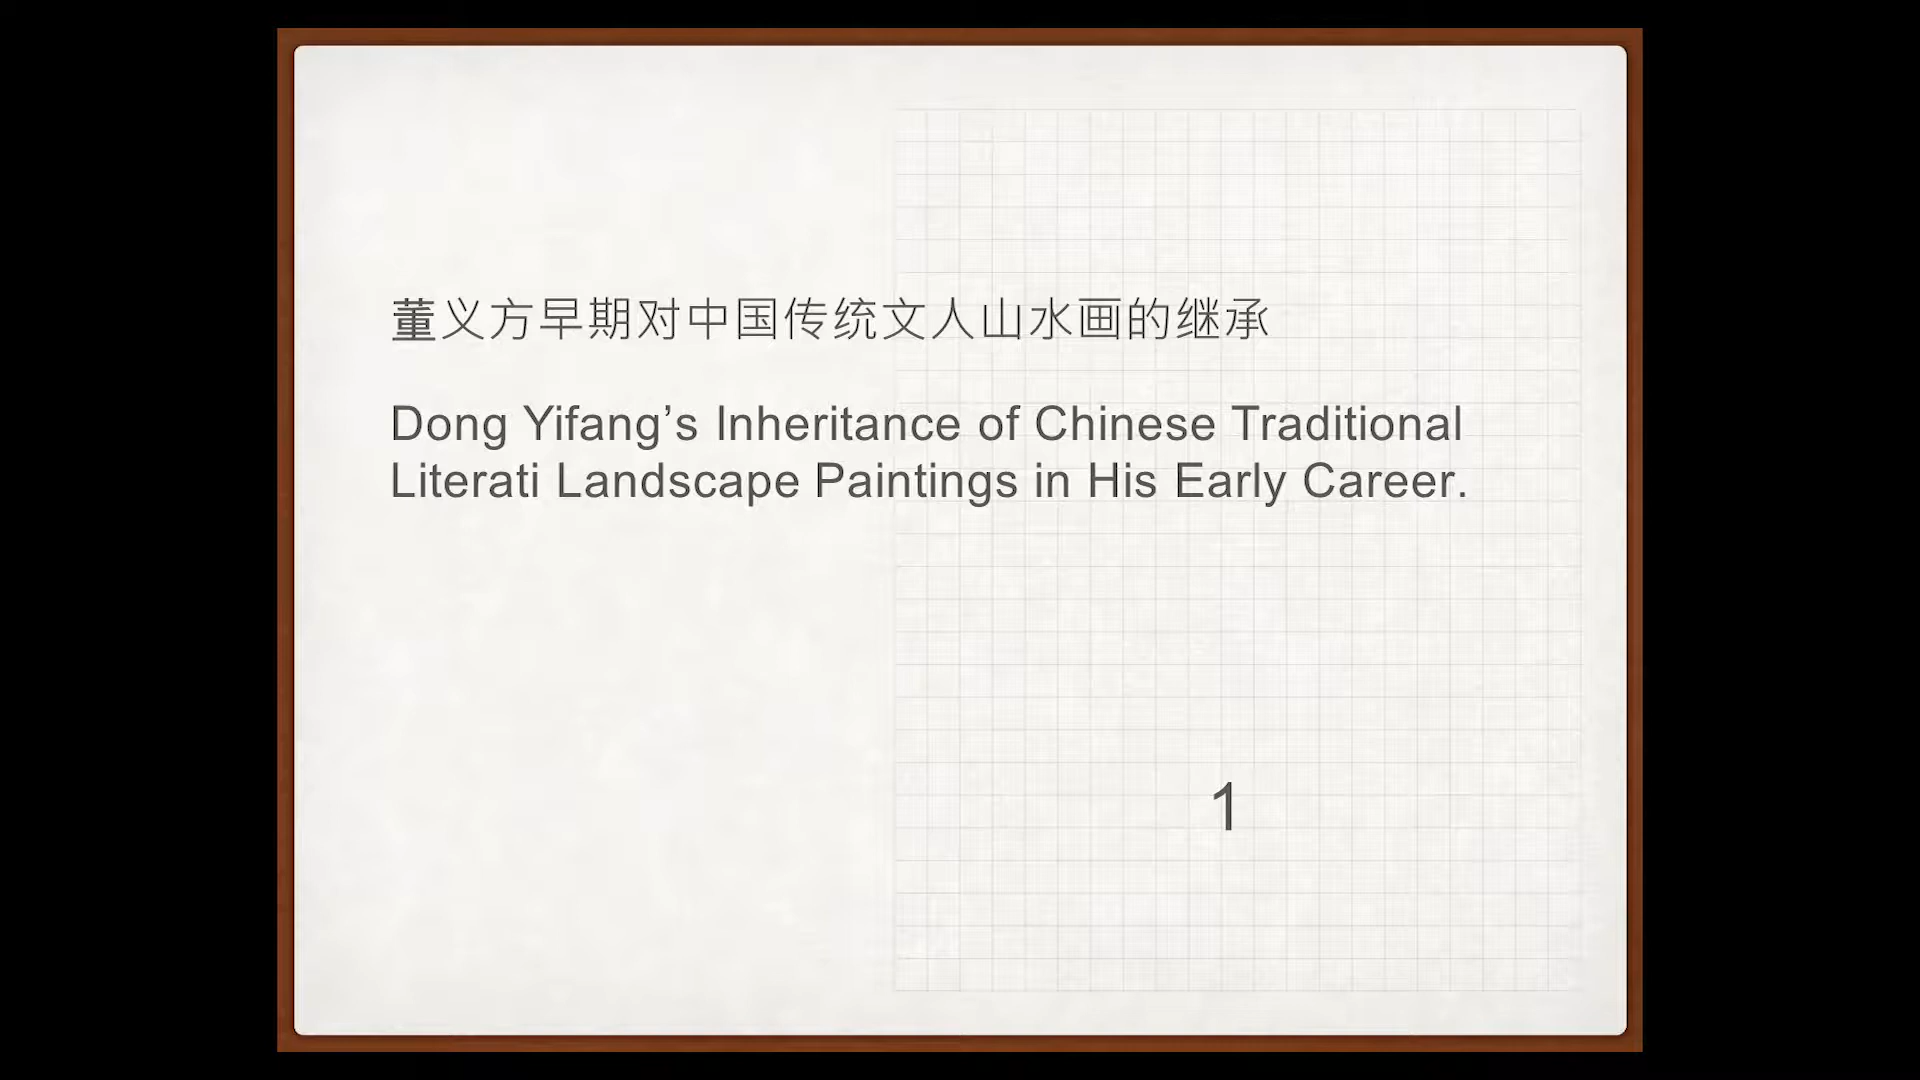 董义方早期对中国传统文人山水画的继承
Dong Yifang’s Inheritance of Chinese Traditional
Literati Landscape Paintings in His Early Career.
1